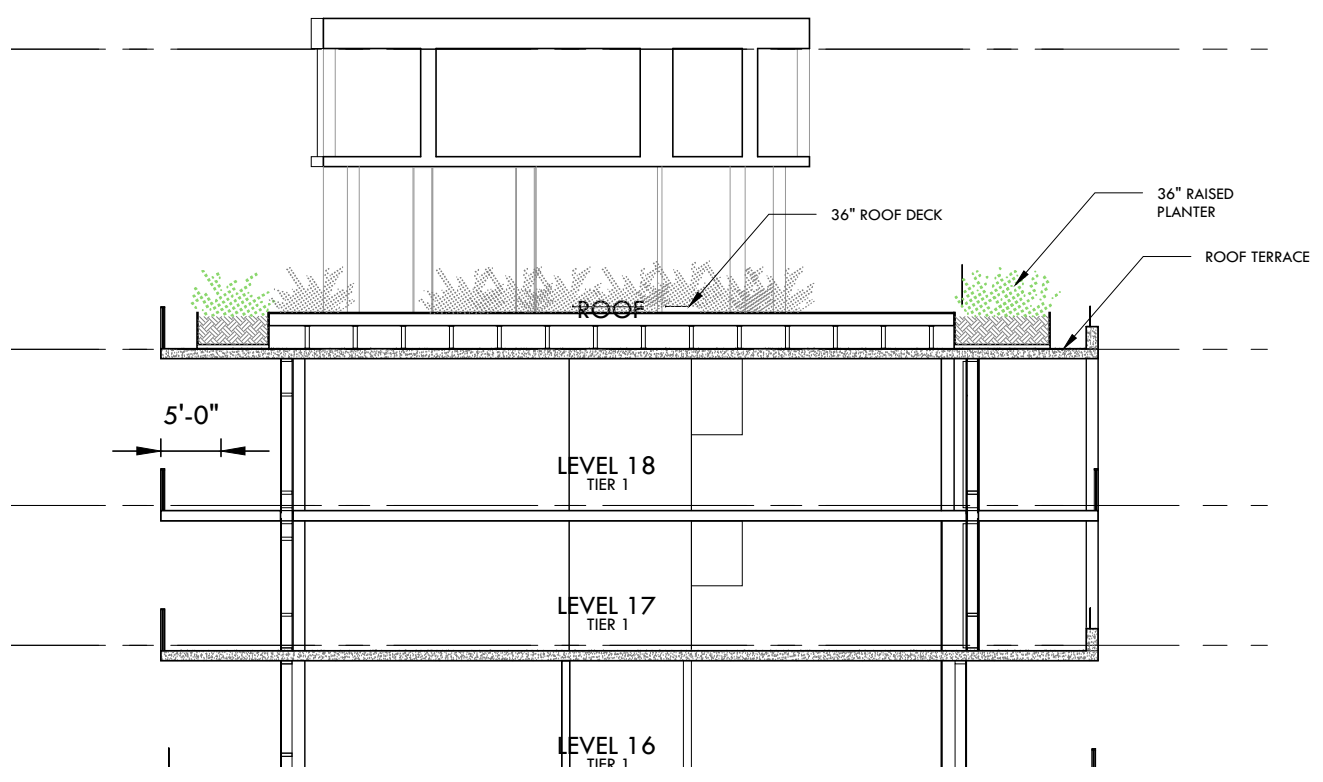 36" RAISED
PLANTER
36" ROOF DECK
ROOF TERRACE
ROOF
5'-0"
LEVEL 18
TIER 1
LEVEL 17
TIER 1
LEVEL 16
TIER 1